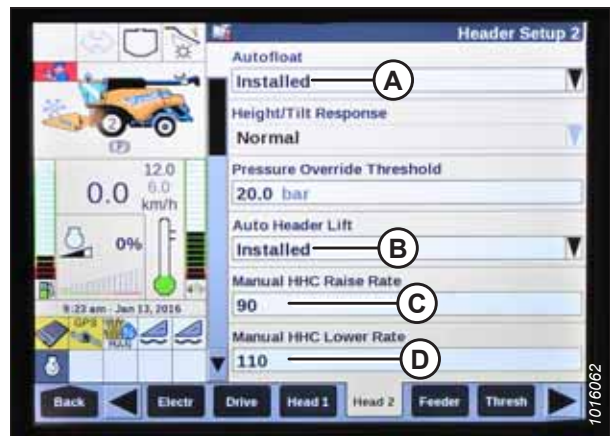 Header Setup 2
Autofloat
Installed
A
Height/Tilt Response
Normal
Pressure Override Threshold
20.0 bar
Auto Header Lift
Installed
B
Manual HHC Raise Rate
90
C
Manual HHC Lower Rate
110
D
(P)
12.0
0.0 6.0
km/h
0%
9:23 am - Jan 13, 2016
GPS
MAN
Back
Electr
Drive
Head 1
Head 2
Feeder
Thresh
1016062